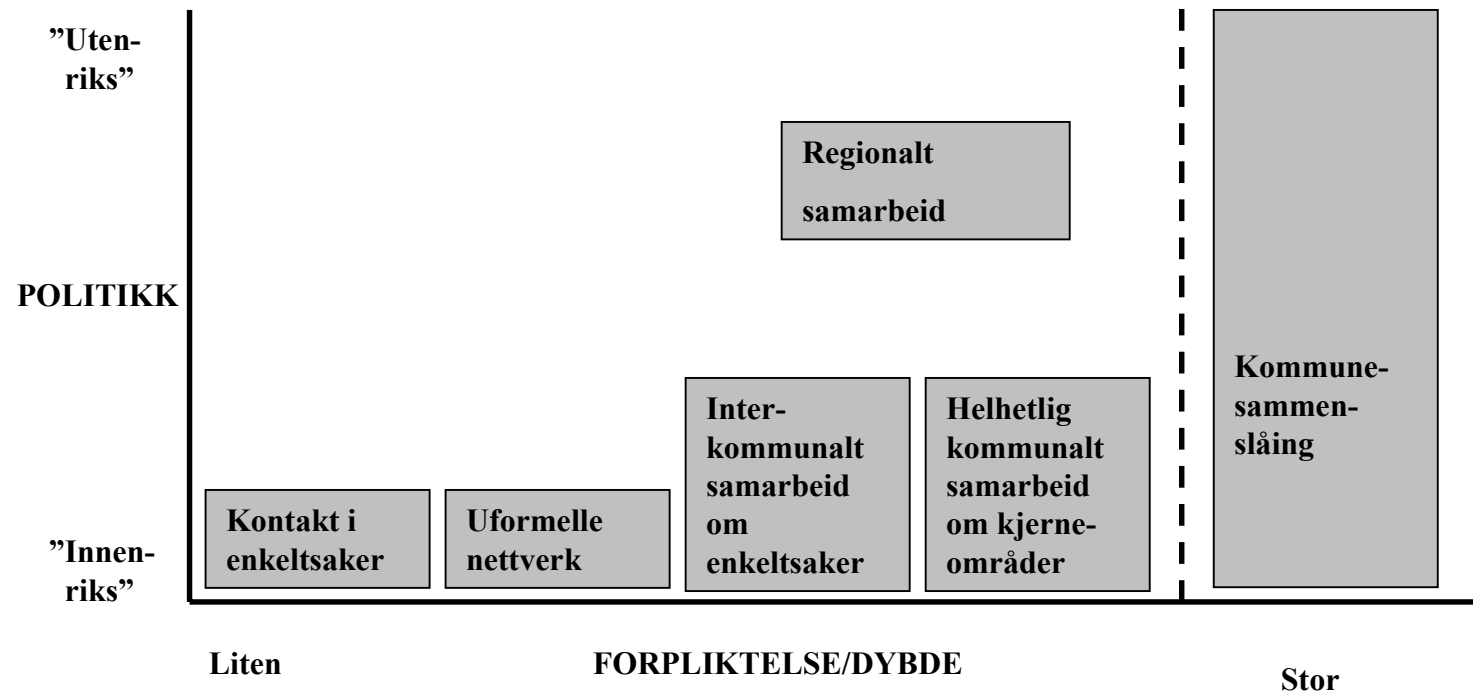 ”Uten-
riks”
Regionalt
samarbeid
POLITIKK
Kommune-
sammen-
slåing
Inter-
kommunalt
samarbeid
om
enkeltsaker
Helhetlig
kommunalt
samarbeid
om kjerne-
områder
Kontakt i
enkeltsaker
Uformelle
nettverk
”Innen-
riks”
Liten
FORPLIKTELSE/DYBDE
Stor